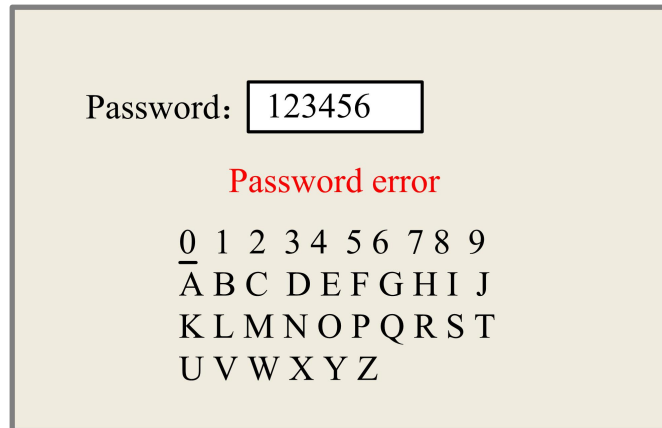 Password: 123456
Password error
0 1 2 3 4 5 6 7 8 9
A B C D E F G H I J
K L M N O P Q R S T
U V W X Y Z